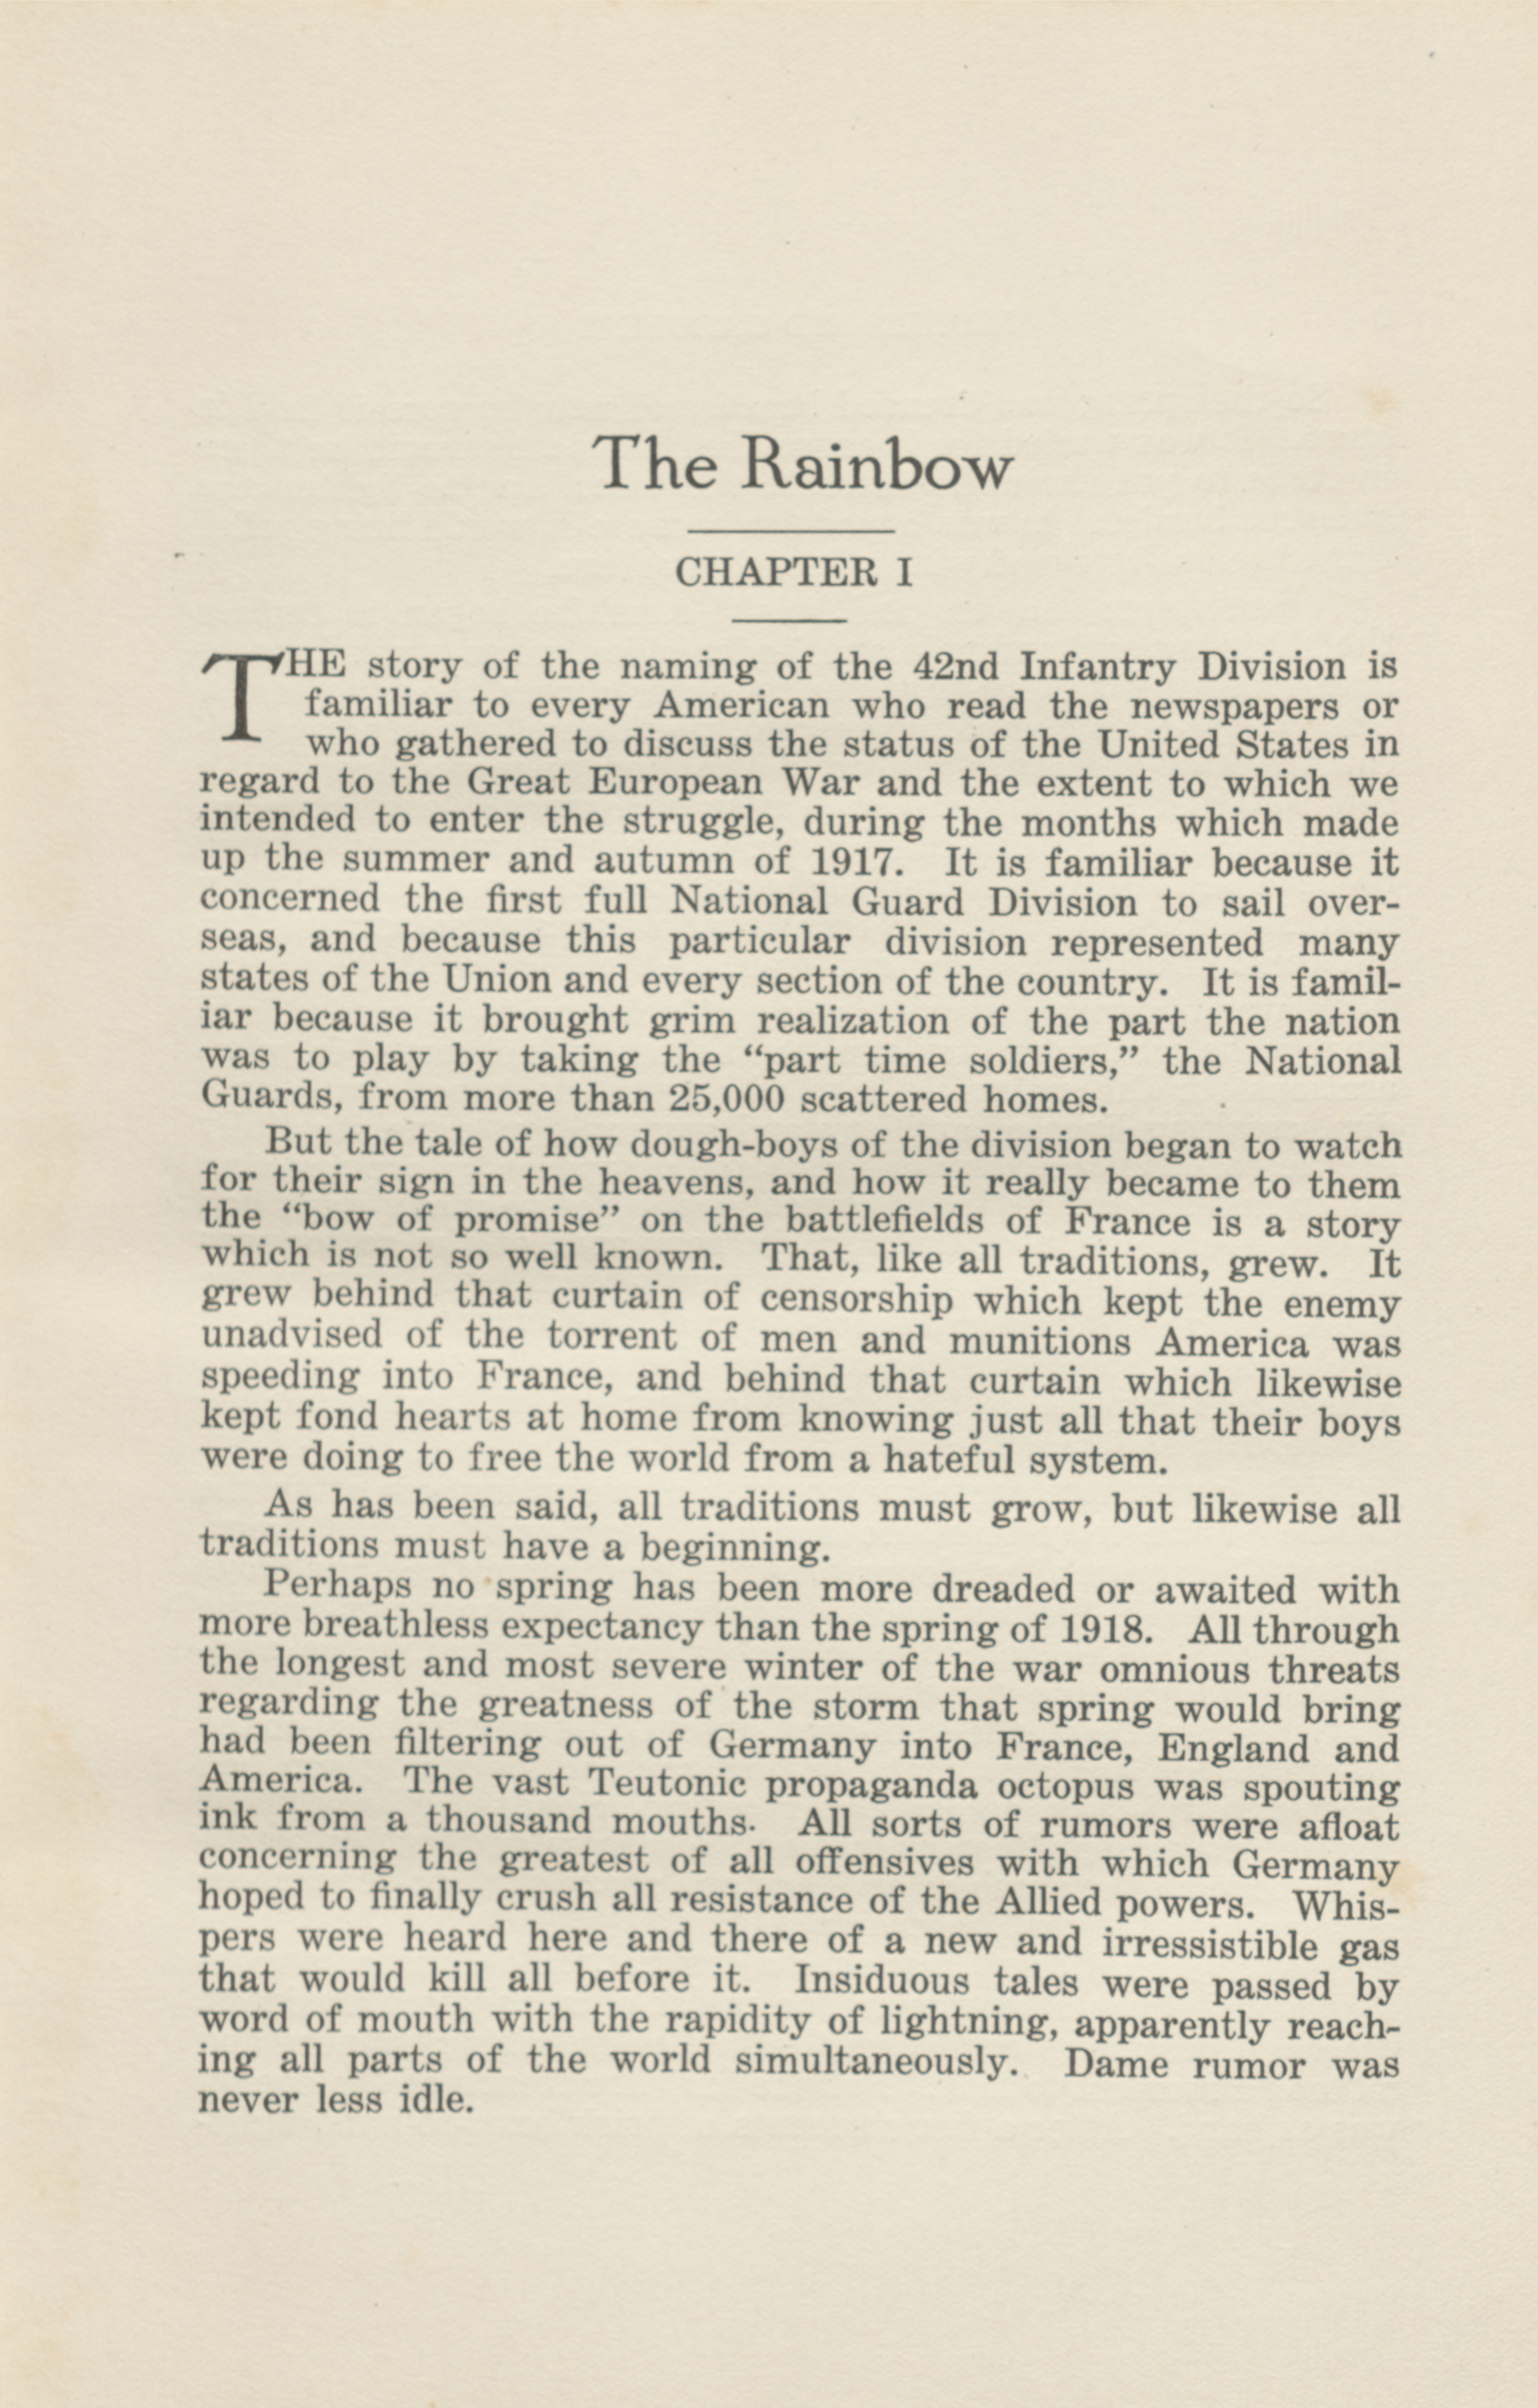 The Rainbow
CHAPTER I
THE story of the naming of the 42nd Infantry Division is
familiar to every American who read the newspapers or
who gathered to discuss the status of the United States in
regard to the Great European War and the extent to which we
intended to enter the struggle, during the months which made
up the summer and autumn of 1917. It is familiar because it
concerned the first full National Guard Division to sail over-
seas, and because this particular division represented many
states of the Union and every section of the country. It is famil-
iar because it brought grim realization of the part the nation
was to play by taking the “part time soldiers,” the National
Guards, from more than 25,000 scattered homes.
But the tale of how dough-boys of the division began to watch
for their sign in the heavens, and how it really became to them
the “bow of promise” on the battlefields of France is a story
which is not so well known. That, like all traditions, grew. It
grew behind that curtain of censorship which kept the enemy
unadvised of the torrent of men and munitions America was
speeding into France, and behind that curtain which likewise
kept fond hearts at home from knowing just all that their boys
were doing to free the world from a hateful system.
As has been said, all traditions must grow, but likewise all
traditions must have a beginning.
Perhaps no spring has been more dreaded or awaited with
more breathless expectancy than the spring of 1918. All through
the longest and most severe winter of the war omnious threats
regarding the greatness of the storm that spring would bring
had been filtering out of Germany into France, England and
America. The vast Teutonic propaganda octopus was spouting
ink from a thousand mouths. All sorts of rumors were afloat
concerning the greatest of all offensives with which Germany
hoped to finally crush all resistance of the Allied powers. Whis-
pers were heard here and there of a new and irressistible gas
that would kill all before it. Insiduous tales were passed by
word of mouth with the rapidity of lightning, apparently reach-
ing all parts of the world simultaneously. Dame rumor was
never less idle.